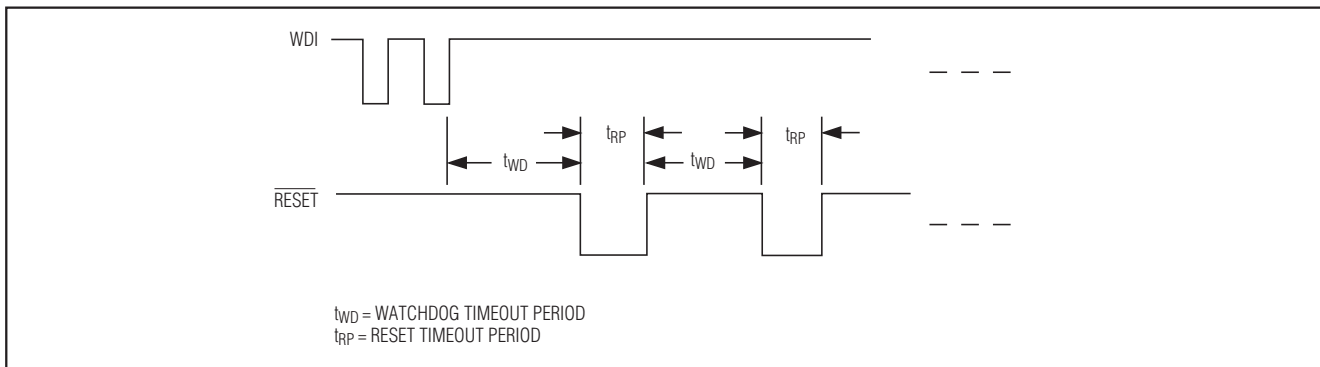 WDI
tRP
tRP
tWD
tWD
RESET
tWD = WATCHDOG TIMEOUT PERIOD
tRP = RESET TIMEOUT PERIOD